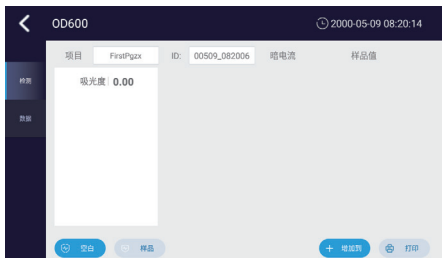 OD600 2000-05-09 08:20:14
项目 FirstPgzx ID: 00509_082006 暗电流 样品值
检测
吸光度 0.00
数据
空白 样品 增加到 打印